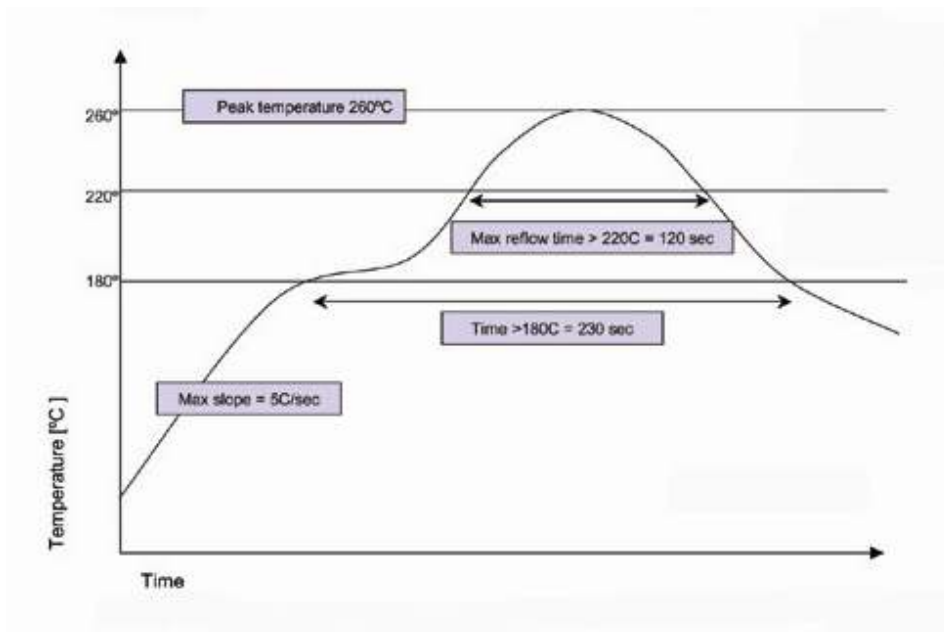 Peak temperature 260ºC
260º
220º
Max reflow time > 220C = 120 sec
180º
Time >180C = 230 sec
Max slope = 5C/sec
Temperature [ºC ]
Time